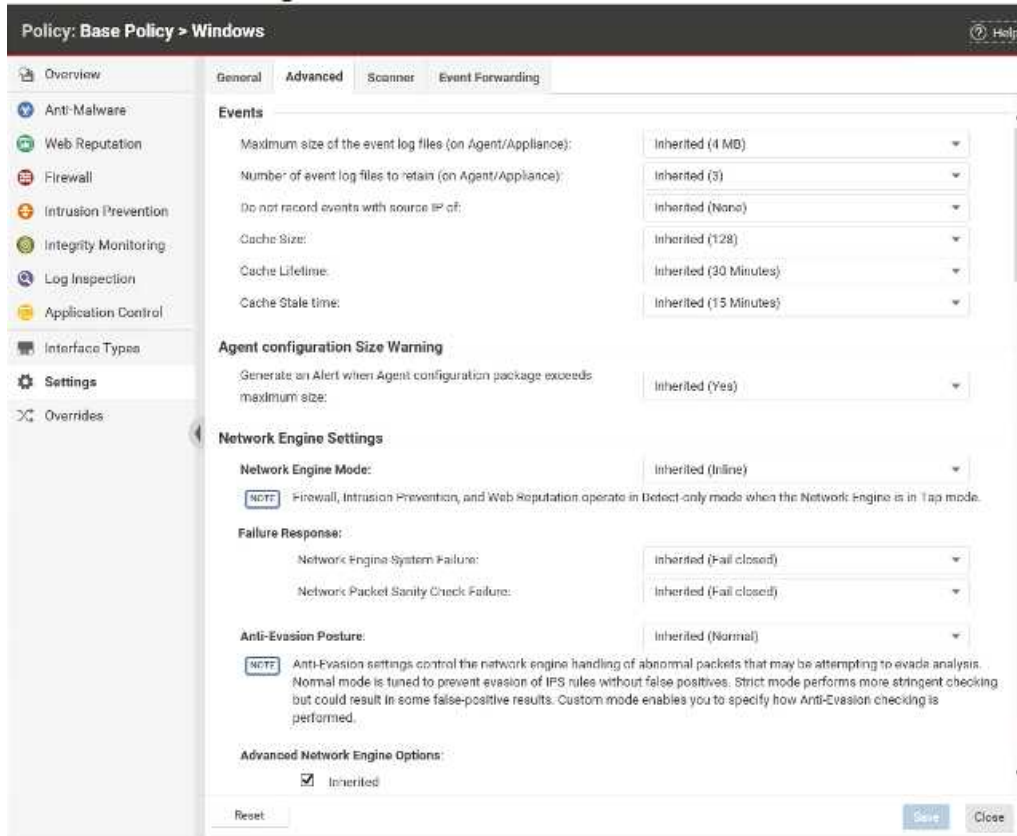 Policy: Base Policy > Windows
Help
Overview
Anti-Malware
Web Reputation
Firewall
Intrusion Prevention
Integrity Monitoring
Log Inspection
Application Control
Interface Types
Settings
Overrides
General Advanced Scanner Event Forwarding
Events
Maximum size of the event log files (on Agent/Appliance): Inherited (4 MB)
Number of event log files to retain (on Agent/Appliance): Inherited (3)
Do not record events with source IP of: Inherited (None)
Cache Size: Inherited (128)
Cache Lifetime: Inherited (30 Minutes)
Cache Stale time: Inherited (15 Minutes)
Agent configuration Size Warning
Generate an Alert when Agent configuration package exceeds
maximum size: Inherited (Yes)
Network Engine Settings
Network Engine Mode: Inherited (Inline)
NOTE Firewall, Intrusion Prevention, and Web Reputation operate in Detect-only mode when the Network Engine is in Tap mode.
Failure Response:
Network Engine System Failure: Inherited (Fail closed)
Network Packet Sanity Check Failure: Inherited (Fail closed)
Anti-Evasion Posture: Inherited (Normal)
NOTE Anti-Evasion settings control the network engine handling of abnormal packets that may be attempting to evade analysis.
Normal mode is tuned to prevent evasion of IPS rules without false positives. Strict mode performs more stringent checking
but could result in some false-positive results. Custom mode enables you to specify how Anti-Evasion checking is
performed.
Advanced Network Engine Options:
Inherited
Reset Save Close